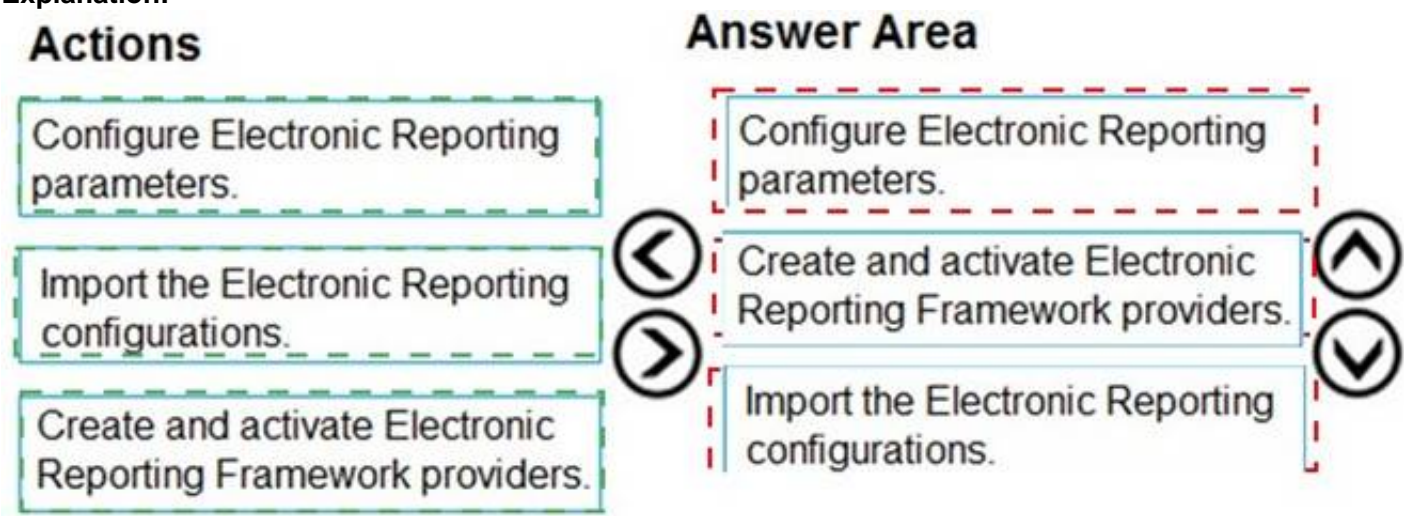 Explanation:
Actions
Configure Electronic Reporting
parameters.
Import the Electronic Reporting
configurations.
Create and activate Electronic
Reporting Framework providers.
Answer Area
Configure Electronic Reporting
parameters.
Create and activate Electronic
Reporting Framework providers.
Import the Electronic Reporting
configurations.